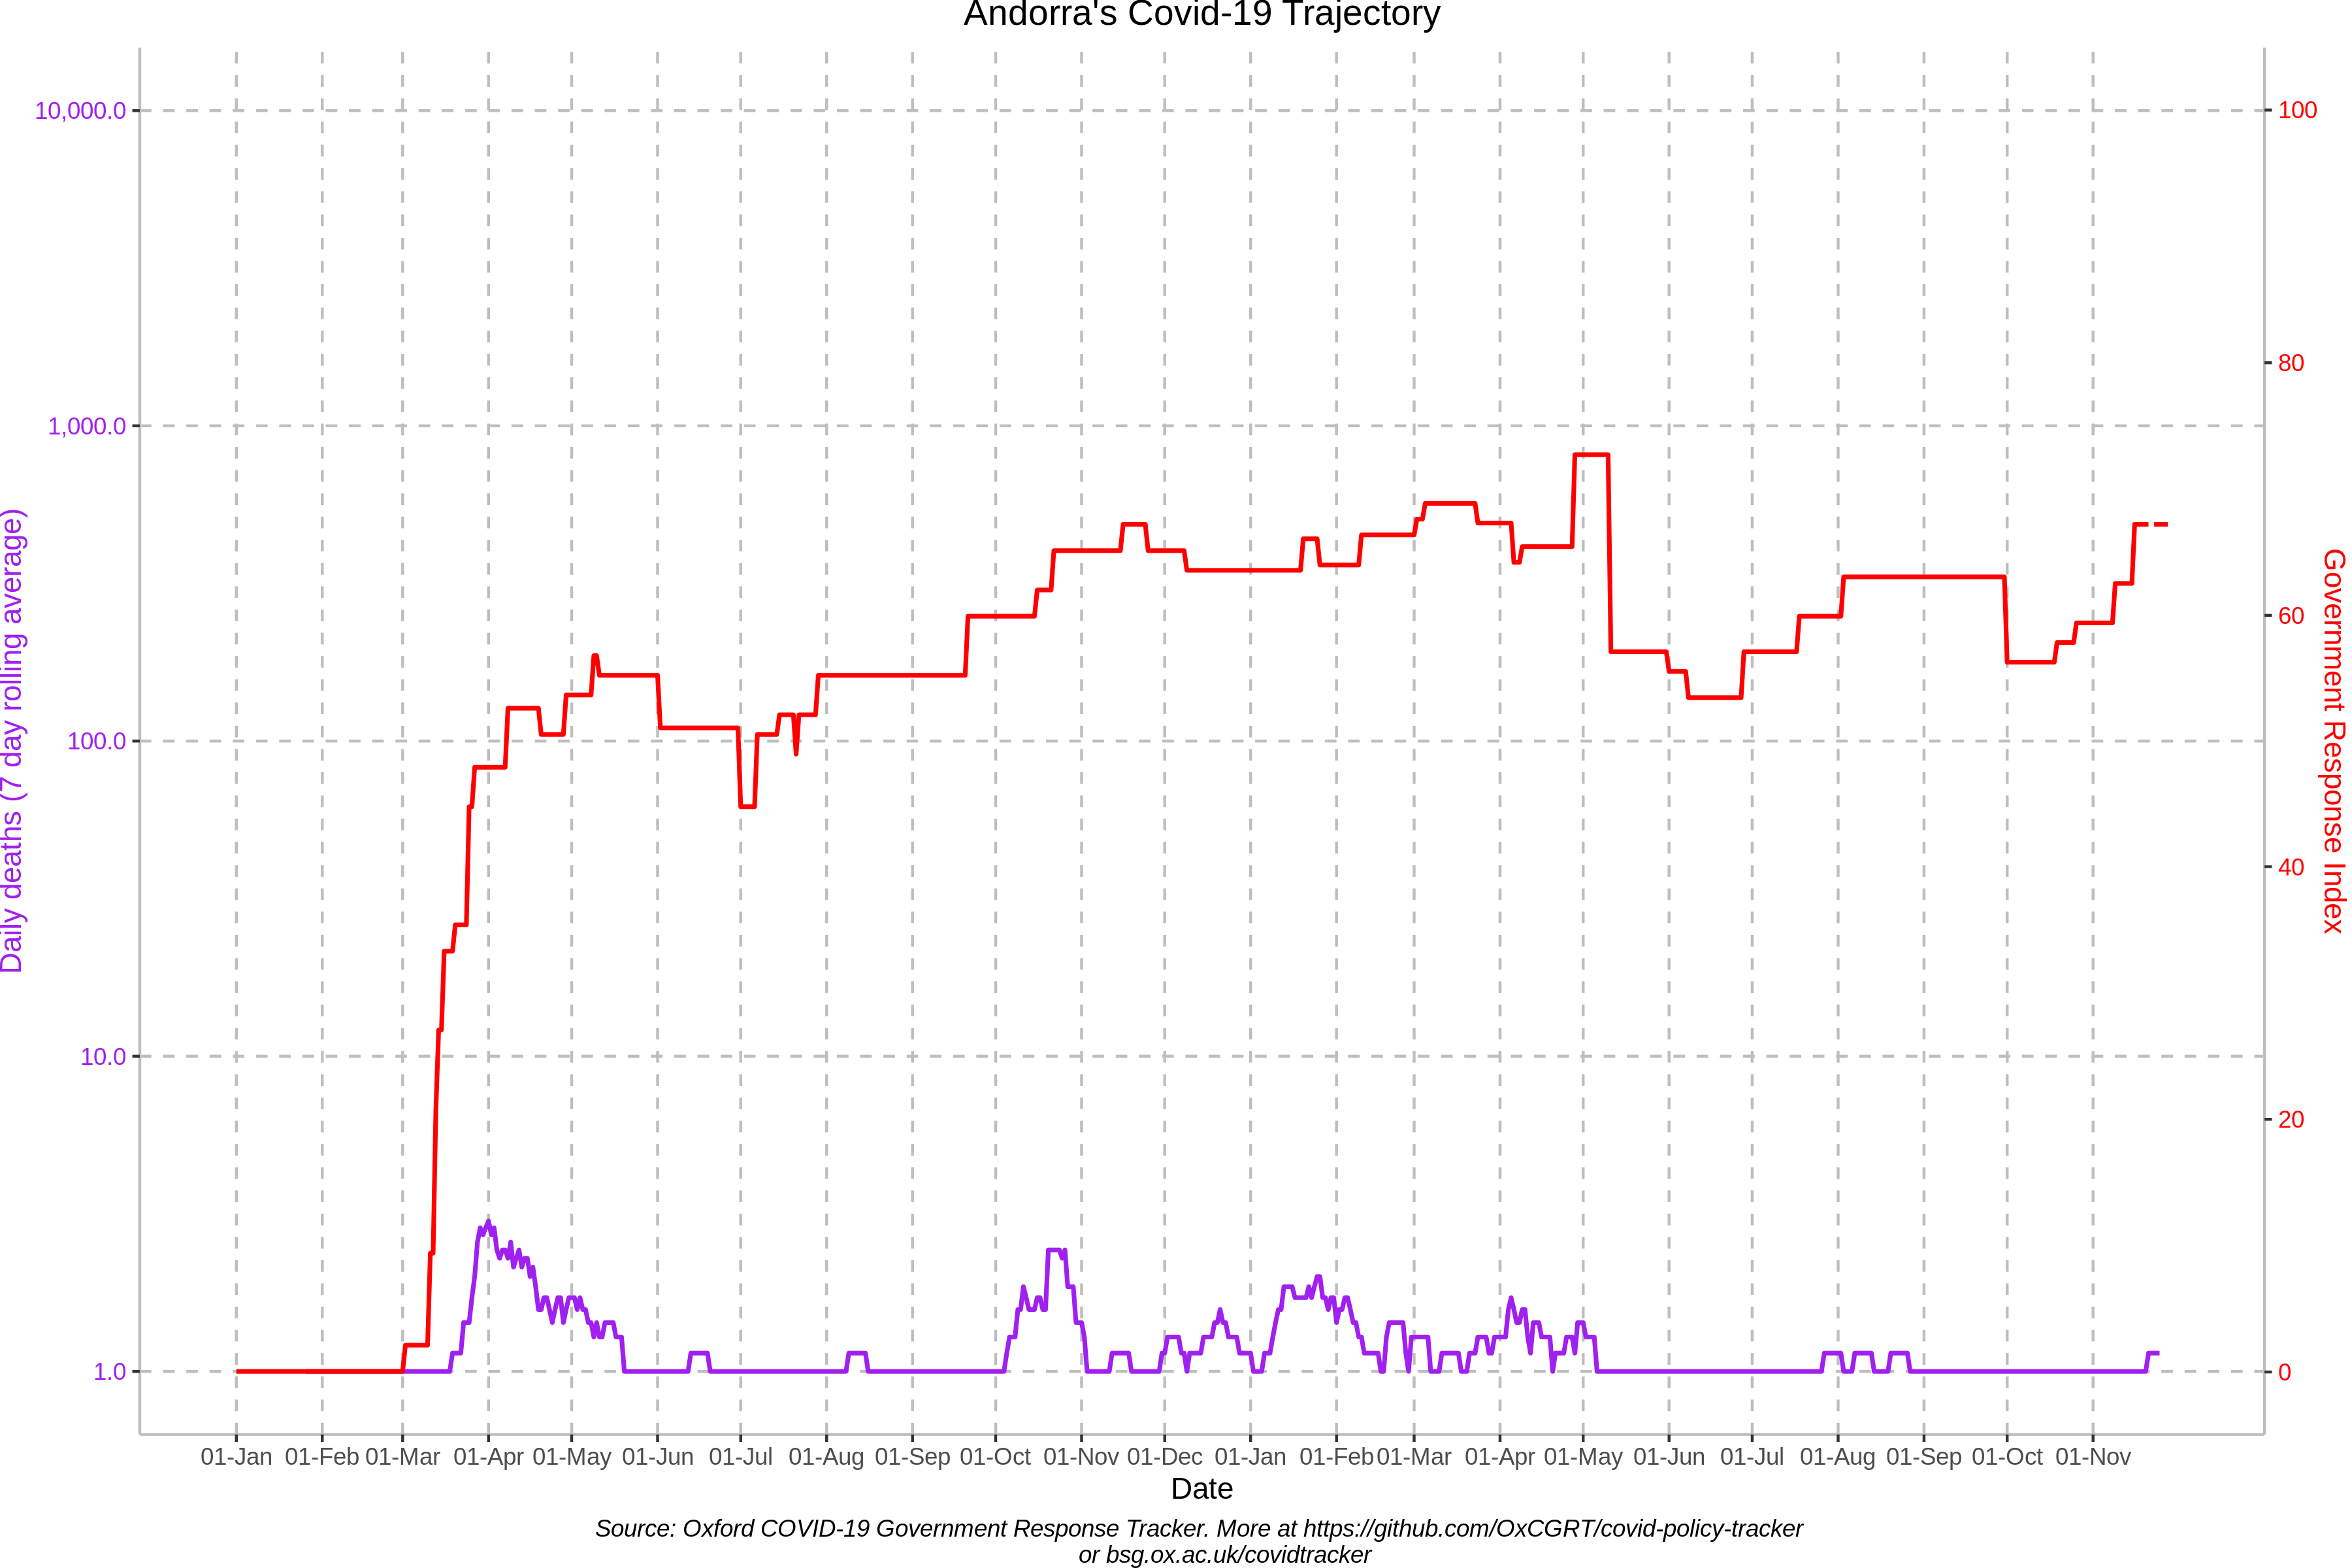 Andorra's Covid-19 Trajectory
10,000.0
1,000.0
100.0
10.0
1.0
Daily deaths (7 day rolling average)
100
80
60
40
20
0
Government Response Index
01-Jan 01-Feb 01-Mar 01-Apr 01-May 01-Jun 01-Jul 01-Aug 01-Sep 01-Oct 01-Nov 01-Dec 01-Jan 01-Feb 01-Mar 01-Apr 01-May 01-Jun 01-Jul 01-Aug 01-Sep 01-Oct 01-Nov
Date
Source: Oxford COVID-19 Government Response Tracker. More at https://github.com/OxCGRT/covid-policy-tracker
or bsg.ox.ac.uk/covidtracker